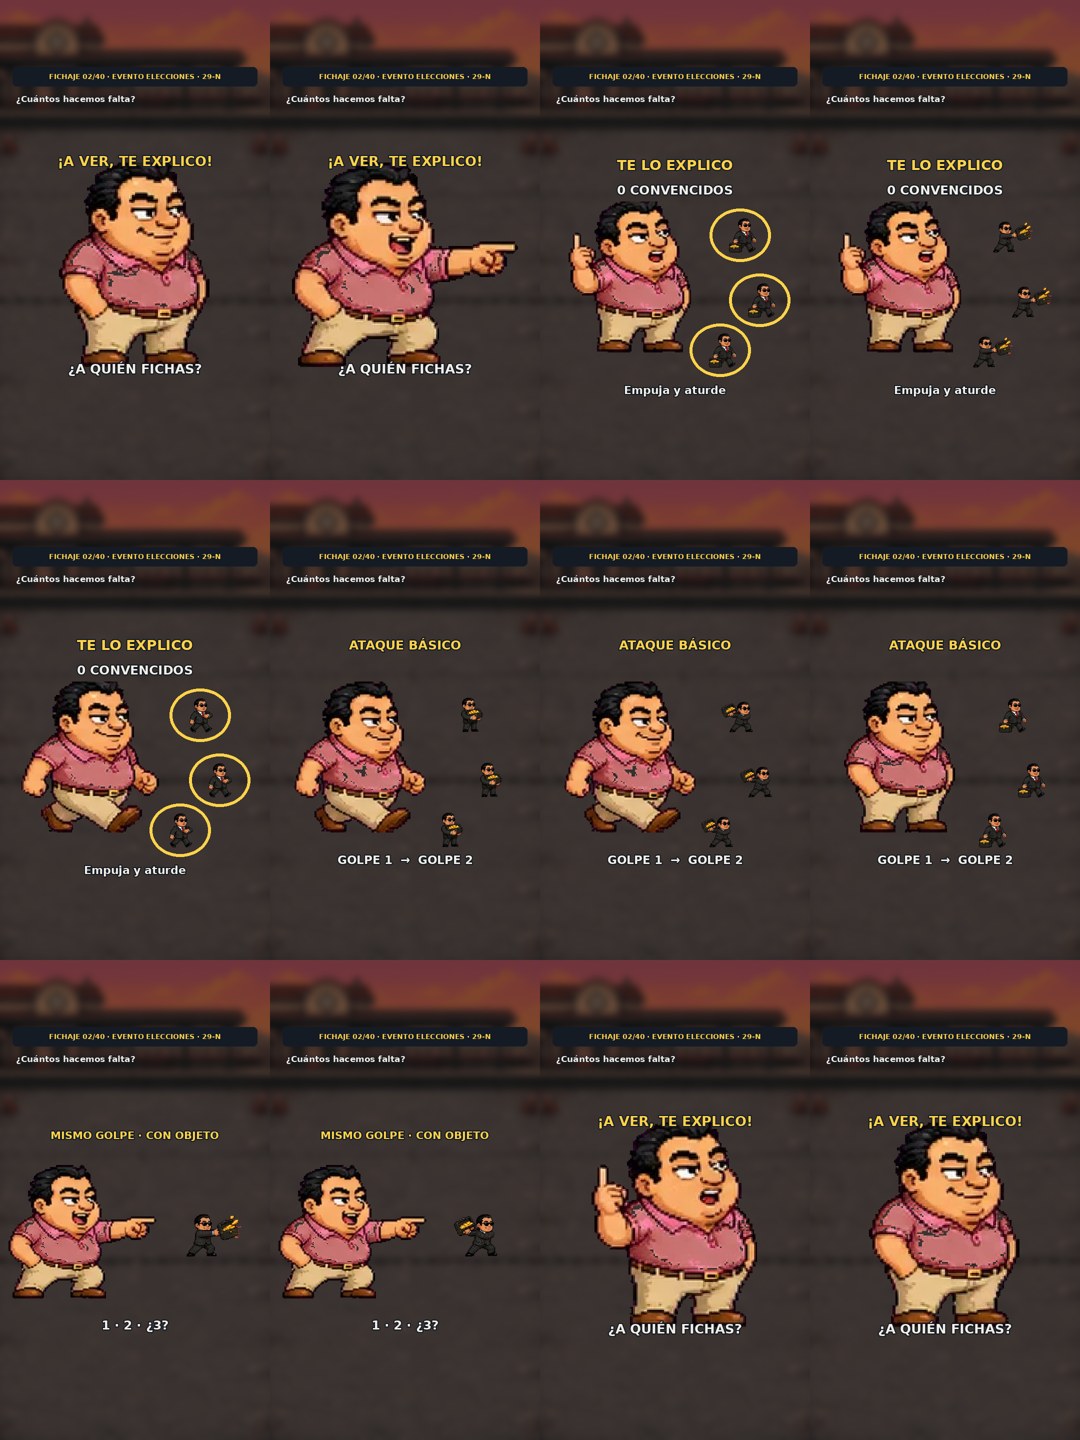 FICHAJE 02/40 · EVENTO ELECCIONES · 29-N
¿Cuántos hacemos falta?
¡A VER, TE EXPLICO!
¿A QUIÉN FICHAS?
FICHAJE 02/40 · EVENTO ELECCIONES · 29-N
¿Cuántos hacemos falta?
¡A VER, TE EXPLICO!
¿A QUIÉN FICHAS?
FICHAJE 02/40 · EVENTO ELECCIONES · 29-N
¿Cuántos hacemos falta?
TE LO EXPLICO
0 CONVENCIDOS
Empuja y aturde
FICHAJE 02/40 · EVENTO ELECCIONES · 29-N
¿Cuántos hacemos falta?
TE LO EXPLICO
0 CONVENCIDOS
Empuja y aturde
FICHAJE 02/40 · EVENTO ELECCIONES · 29-N
¿Cuántos hacemos falta?
TE LO EXPLICO
0 CONVENCIDOS
Empuja y aturde
FICHAJE 02/40 · EVENTO ELECCIONES · 29-N
¿Cuántos hacemos falta?
ATAQUE BÁSICO
GOLPE 1 → GOLPE 2
FICHAJE 02/40 · EVENTO ELECCIONES · 29-N
¿Cuántos hacemos falta?
ATAQUE BÁSICO
GOLPE 1 → GOLPE 2
FICHAJE 02/40 · EVENTO ELECCIONES · 29-N
¿Cuántos hacemos falta?
ATAQUE BÁSICO
GOLPE 1 → GOLPE 2
FICHAJE 02/40 · EVENTO ELECCIONES · 29-N
¿Cuántos hacemos falta?
MISMO GOLPE · CON OBJETO
1 · 2 · ¿3?
FICHAJE 02/40 · EVENTO ELECCIONES · 29-N
¿Cuántos hacemos falta?
MISMO GOLPE · CON OBJETO
1 · 2 · ¿3?
FICHAJE 02/40 · EVENTO ELECCIONES · 29-N
¿Cuántos hacemos falta?
¡A VER, TE EXPLICO!
¿A QUIÉN FICHAS?
FICHAJE 02/40 · EVENTO ELECCIONES · 29-N
¿Cuántos hacemos falta?
¡A VER, TE EXPLICO!
¿A QUIÉN FICHAS?